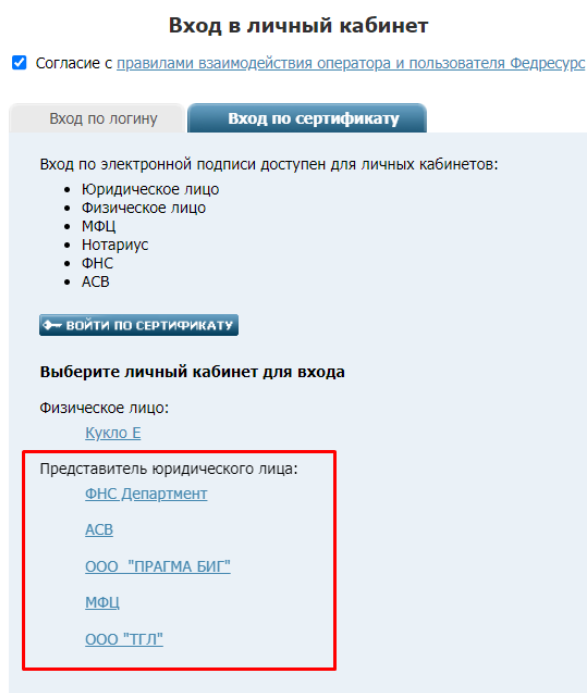 Вход в личный кабинет
Согласие с правилами взаимодействия оператора и пользователя Федресурс
Вход по логину
Вход по сертификату
Вход по электронной подписи доступен для личных кабинетов:
Юридическое лицо
Физическое лицо
МФЦ
Нотариус
ФНС
АСВ
ВОЙТИ ПО СЕРТИФИКАТУ
Выберите личный кабинет для входа
Физическое лицо:
Кукло Е
Представитель юридического лица:
ФНС Департмент
АСВ
ООО "ПРАГМА БИГ"
МФЦ
ООО "ТГЛ"